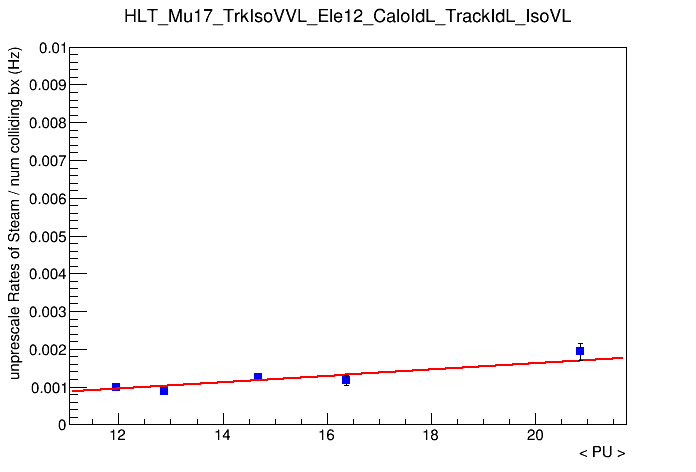 HLT_Mu17_TrkIsoVVL_Ele12_CaloIdL_TrackIdL_IsoVL
unprescale Rates of Steam / num colliding bx (Hz)
0.01
0.009
0.008
0.007
0.006
0.005
0.004
0.003
0.002
0.001
0
12 14 16 18 20
< PU >